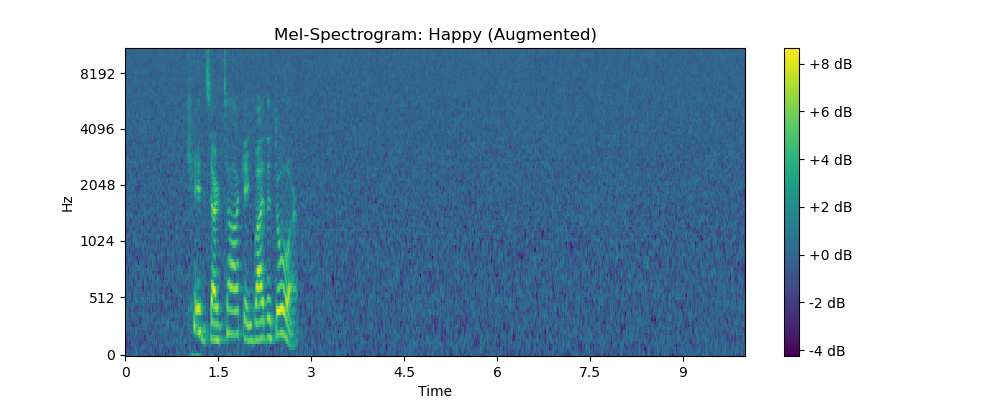 Mel-Spectrogram: Happy (Augmented)
8192
4096
2048
1024
512
0
Hz
0 1.5 3 4.5 6 7.5 9
Time
+8 dB
+6 dB
+4 dB
+2 dB
+0 dB
-2 dB
-4 dB